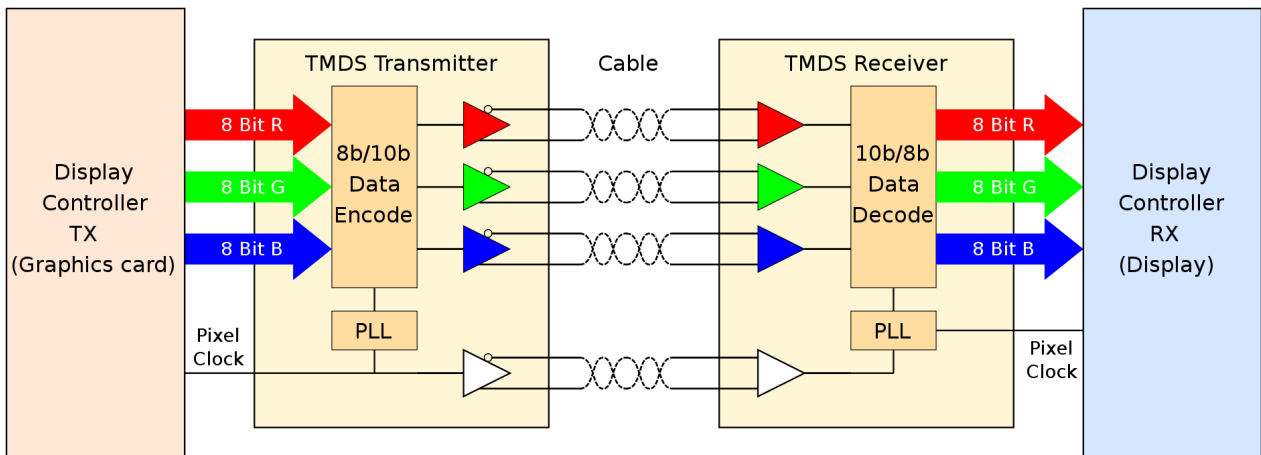 TMDS Transmitter
Cable
TMDS Receiver
8 Bit R
8 Bit G
8 Bit B
8b/10b
Data
Encode
10b/8b
Data
Decode
8 Bit R
8 Bit G
8 Bit B
Display
Controller
TX
(Graphics card)
Display
Controller
RX
(Display)
PLL
PLL
Pixel
Clock
Pixel
Clock